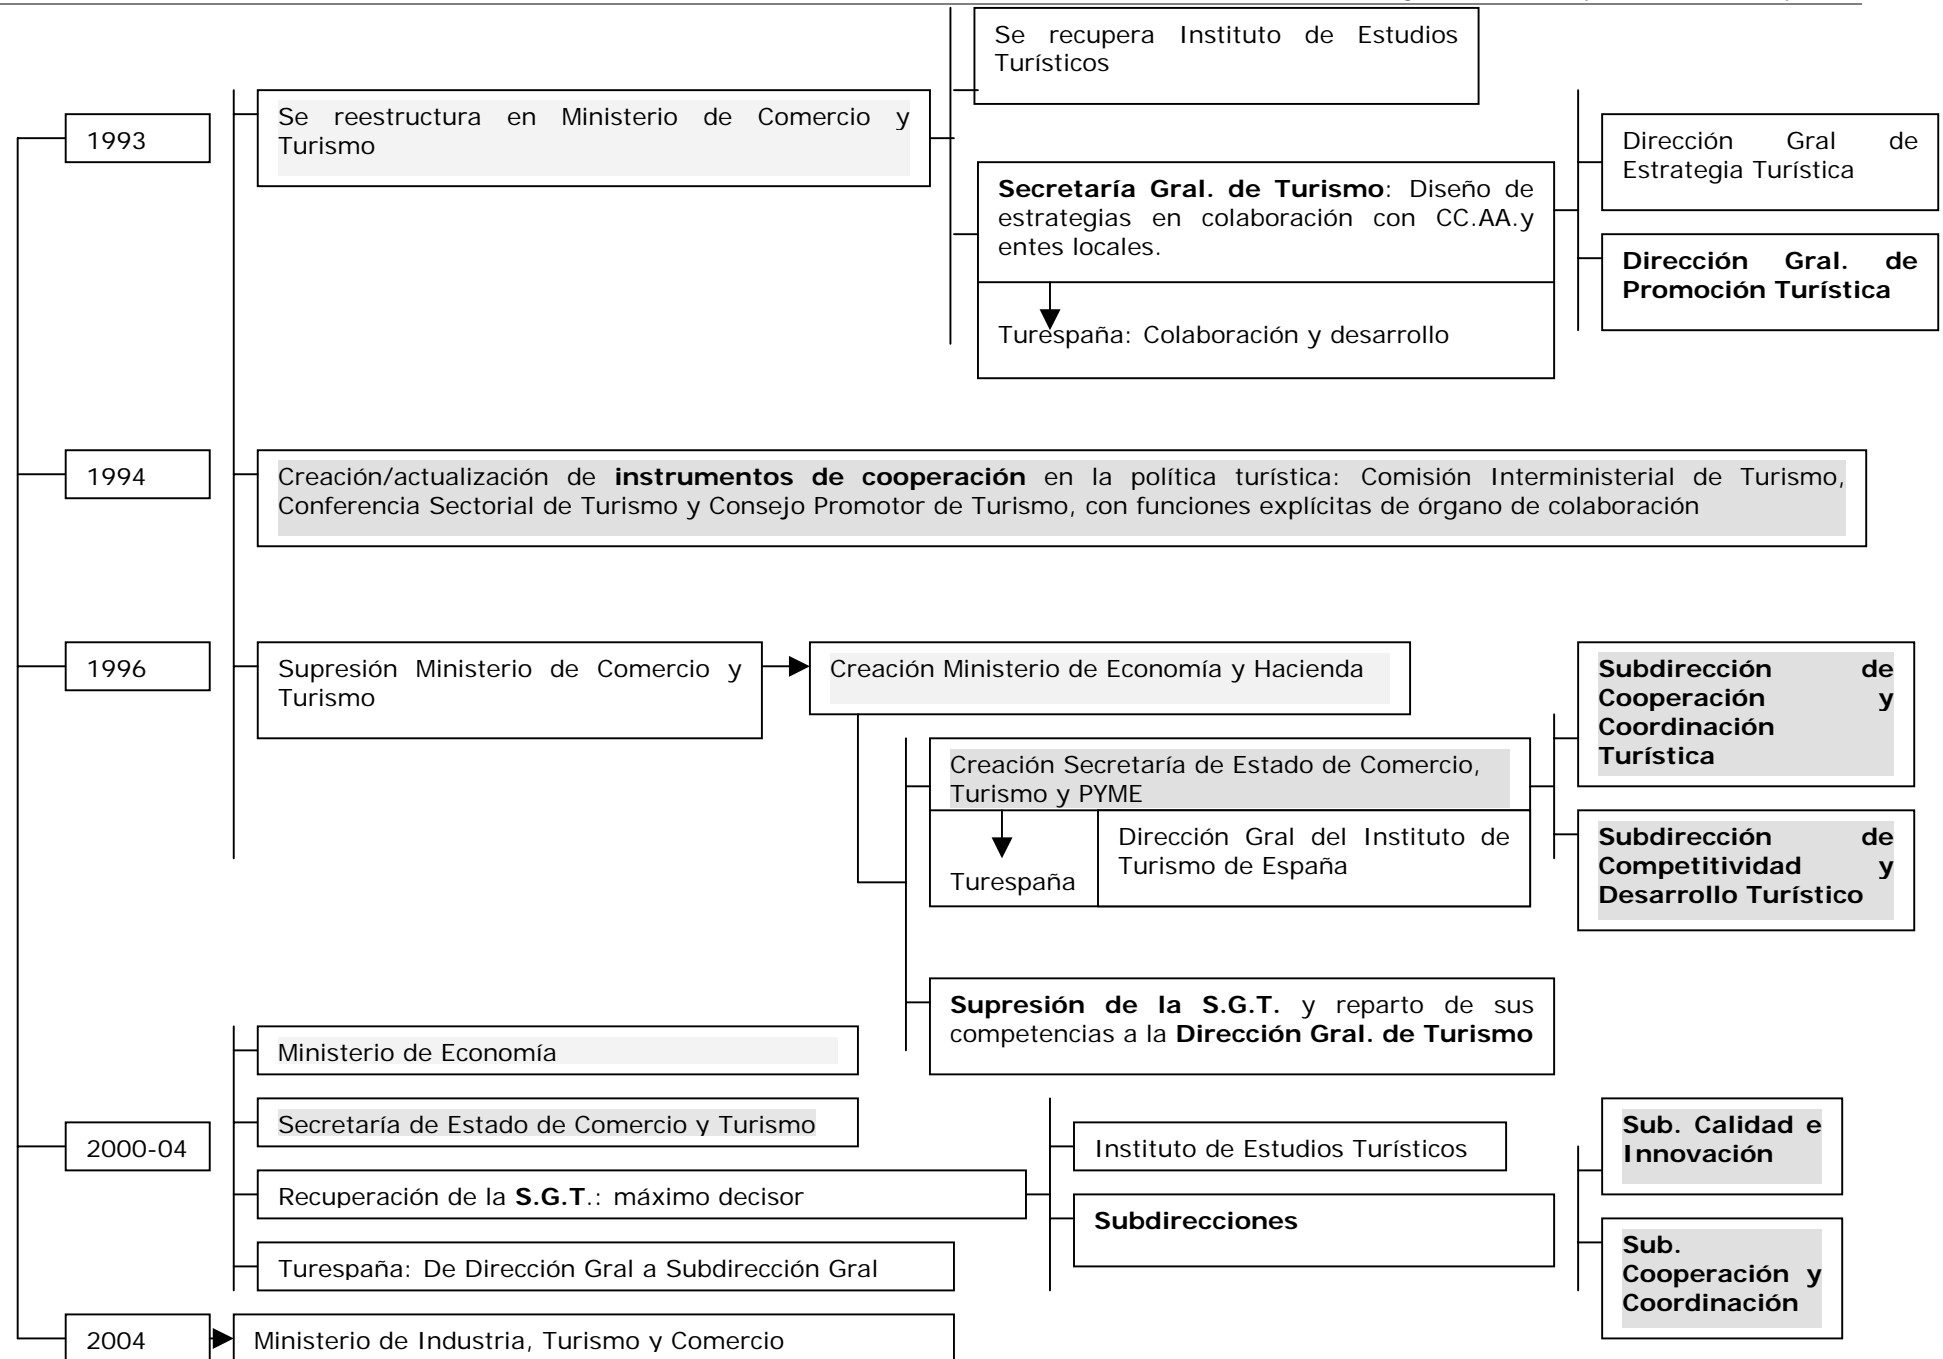 Se recupera Instituto de Estudios
Turísticos
1993
Se reestructura en Ministerio de Comercio y
Turismo
Secretaría Gral. de Turismo: Diseño de
estrategias en colaboración con CC.AA.y
entes locales.
Turespaña: Colaboración y desarrollo
Dirección Gral de
Estrategia Turística
Dirección Gral. de
Promoción Turística
1994
Creación/actualización de instrumentos de cooperación en la política turística: Comisión Interministerial de Turismo,
Conferencia Sectorial de Turismo y Consejo Promotor de Turismo, con funciones explícitas de órgano de colaboración
1996
Supresión Ministerio de Comercio y
Turismo
Creación Ministerio de Economía y Hacienda
Creación Secretaría de Estado de Comercio,
Turismo y PYME
Turespaña
Dirección Gral del Instituto de
Turismo de España
Subdirección de
Cooperación y
Coordinación
Turística
Subdirección de
Competitividad y
Desarrollo Turístico
Supresión de la S.G.T. y reparto de sus
competencias a la Dirección Gral. de Turismo
2000-04
Ministerio de Economía
Secretaría de Estado de Comercio y Turismo
Recuperación de la S.G.T.: máximo decisor
Turespaña: De Dirección Gral a Subdirección Gral
Instituto de Estudios Turísticos
Subdirecciones
Sub. Calidad e
Innovación
Sub.
Cooperación y
Coordinación
2004
Ministerio de Industria, Turismo y Comercio